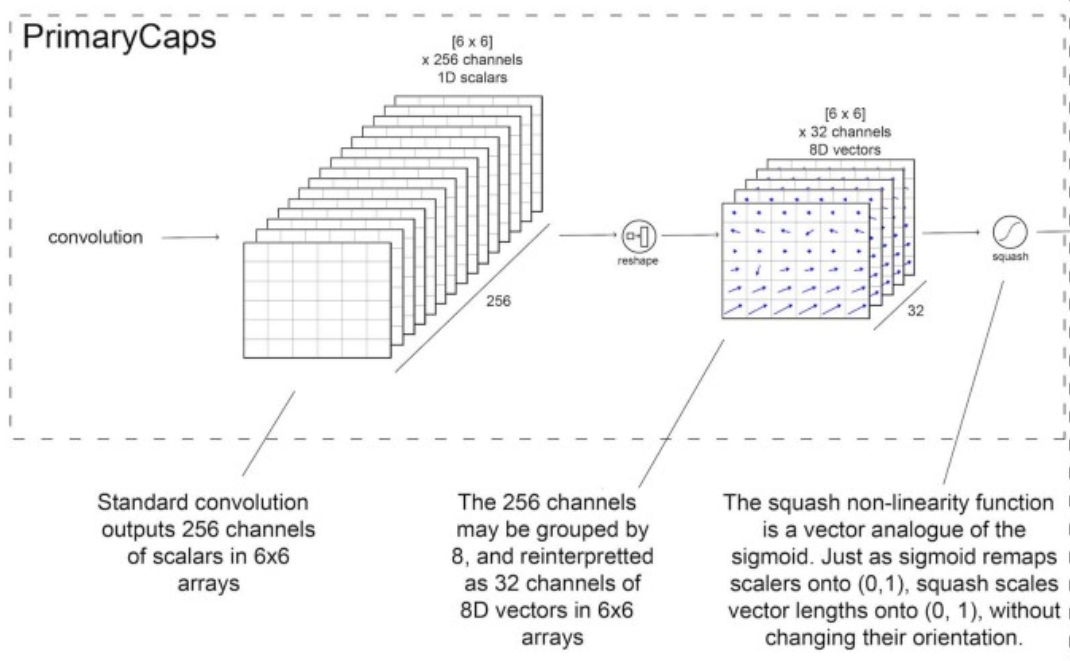 PrimaryCaps
[6 x 6]
x 256 channels
1D scalars
[6 x 6]
x 32 channels
8D vectors
convolution
reshape
squash
256
32
Standard convolution
outputs 256 channels
of scalars in 6x6
arrays
The 256 channels
may be grouped by
8, and reinterpretted
as 32 channels of
8D vectors in 6x6
arrays
The squash non-linearity function
is a vector analogue of the
sigmoid. Just as sigmoid remaps
scalers onto (0,1), squash scales
vector lengths onto (0, 1), without
changing their orientation.